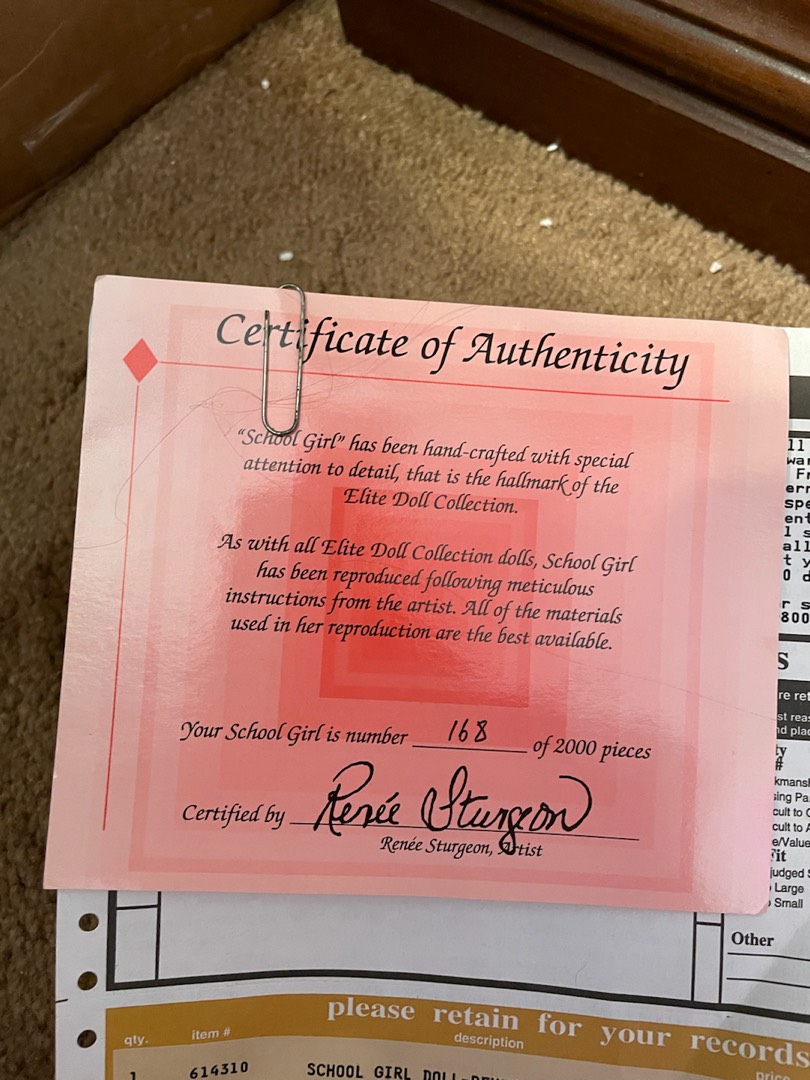 Certificate of Authenticity
"School Girl" has been hand-crafted with special
attention to detail, that is the hallmark of the
Elite Doll Collection.
As with all Elite Doll Collection dolls, School Girl
has been reproduced following meticulous
instructions from the artist. All of the materials
used in her reproduction are the best available.
Your School Girl is number 168 of 2000 pieces
Certified by Renée Sturgeon
Renée Sturgeon, Artist
Large
Small
Other
please retain for your records
qty. item # description price
1 614310 SCHOOL GIRL DOLL